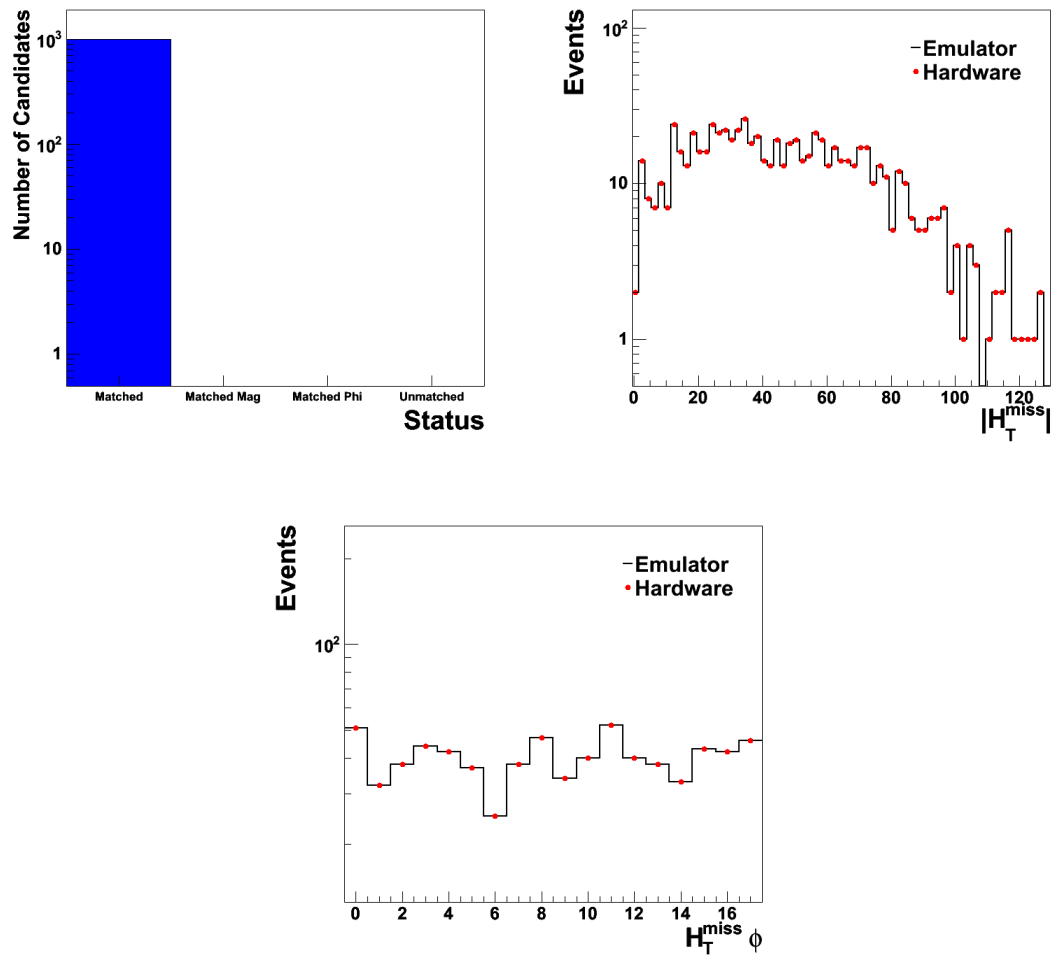 Number of Candidates
10³
10²
10
1
Matched
Matched Mag
Matched Phi
Unmatched
Status
Events
10²
10
1
Emulator
Hardware
0
20
40
60
80
100
120
|H_T^miss|
Events
10²
Emulator
Hardware
0
2
4
6
8
10
12
14
16
H_T^miss ϕ